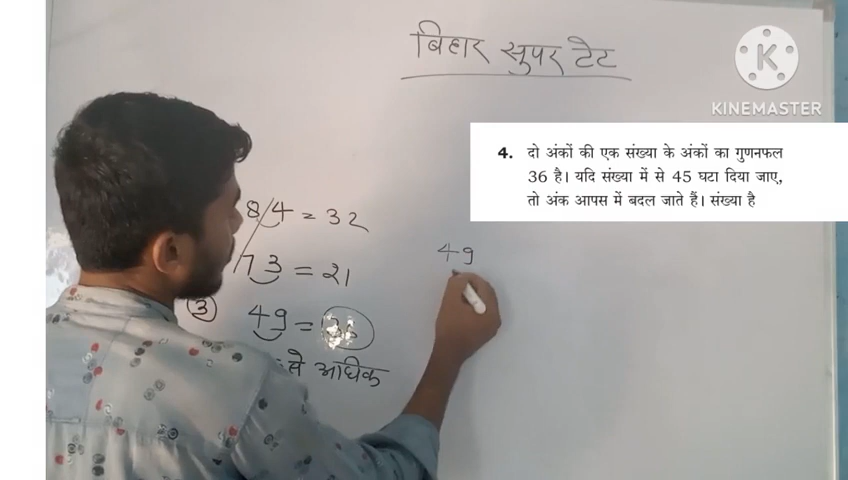 बिहार सुपर टेट
K
KINEMASTER
4. दो अंकों की एक संख्या के अंकों का गुणनफल
36 है। यदि संख्या में से 45 घटा दिया जाए,
तो अंक आपस में बदल जाते हैं। संख्या है
84 = 32
73 = 21
③ 49 = 36
से अधिक
49